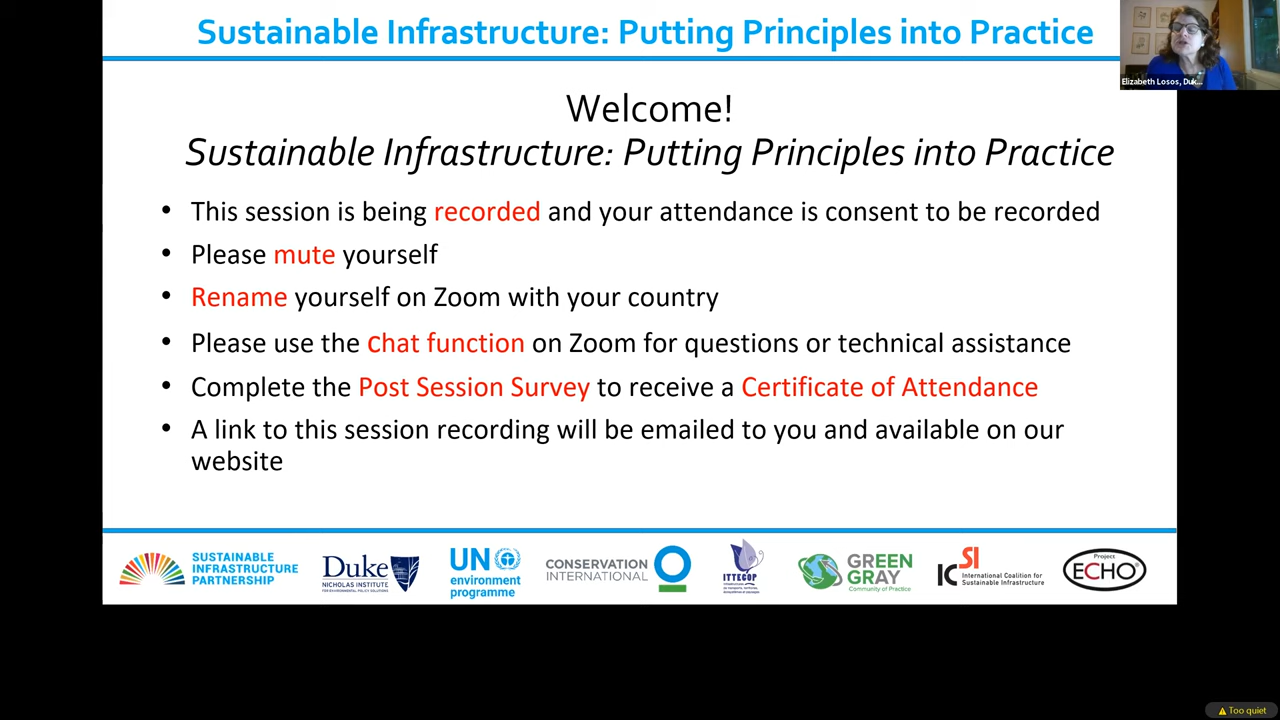 Sustainable Infrastructure: Putting Principles into Practice
Elizabeth Losos, Duk...
Welcome!
Sustainable Infrastructure: Putting Principles into Practice
• This session is being recorded and your attendance is consent to be recorded
• Please mute yourself
• Rename yourself on Zoom with your country
• Please use the chat function on Zoom for questions or technical assistance
• Complete the Post Session Survey to receive a Certificate of Attendance
• A link to this session recording will be emailed to you and available on our
website
SUSTAINABLE
INFRASTRUCTURE
PARTNERSHIP
Duke
NICHOLAS INSTITUTE
FOR ENVIRONMENTAL POLICY SOLUTIONS
UN
environment
programme
CONSERVATION
INTERNATIONAL
ITTECOP
GREEN
GRAY
Community of Practice
ICSI
International Coalition for
Sustainable Infrastructure
Project
ECHO
Too quiet